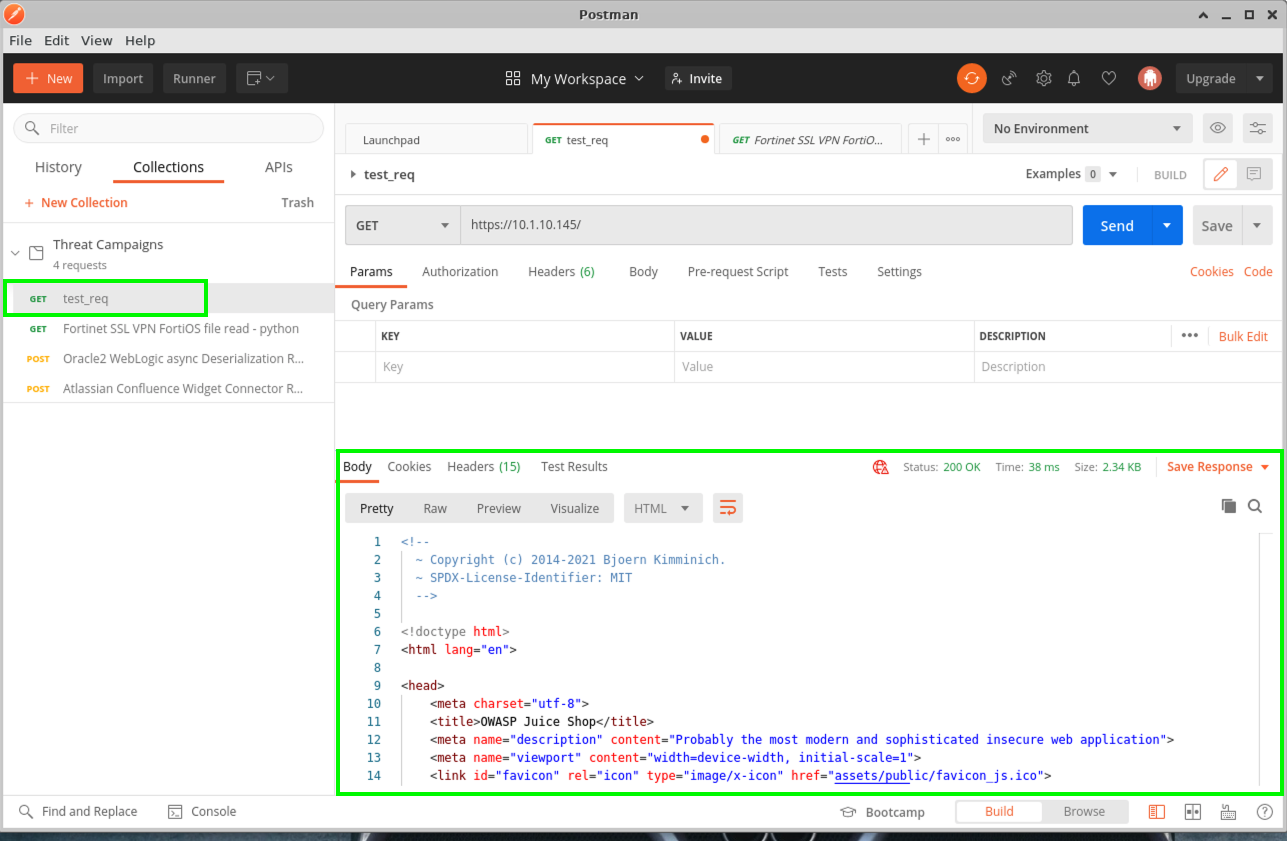 Postman
File Edit View Help
+ New Import Runner My Workspace Invite Upgrade
Filter
History Collections APIs
+ New Collection Trash
Threat Campaigns
4 requests
GET test_req
GET Fortinet SSL VPN FortiOS file read - python
POST Oracle2 WebLogic async Deserialization R...
POST Atlassian Confluence Widget Connector R...
Launchpad GET test_req GET Fortinet SSL VPN FortiO... + ooo No Environment
test_req Examples 0 BUILD
GET https://10.1.10.145/ Send Save
Params Authorization Headers (6) Body Pre-request Script Tests Settings Cookies Code
Query Params
KEY VALUE DESCRIPTION ••• Bulk Edit
Key Value Description
Body Cookies Headers (15) Test Results Status: 200 OK Time: 38 ms Size: 2.34 KB Save Response
Pretty Raw Preview Visualize HTML
1 <!--
2 ~ Copyright (c) 2014-2021 Bjoern Kimminich.
3 ~ SPDX-License-Identifier: MIT
4 -->
5
6 <!doctype html>
7 <html lang="en">
8
9 <head>
10 <meta charset="utf-8">
11 <title>OWASP Juice Shop</title>
12 <meta name="description" content="Probably the most modern and sophisticated insecure web application">
13 <meta name="viewport" content="width=device-width, initial-scale=1">
14 <link id="favicon" rel="icon" type="image/x-icon" href="assets/public/favicon_js.ico">
Find and Replace Console Bootcamp Build Browse ?